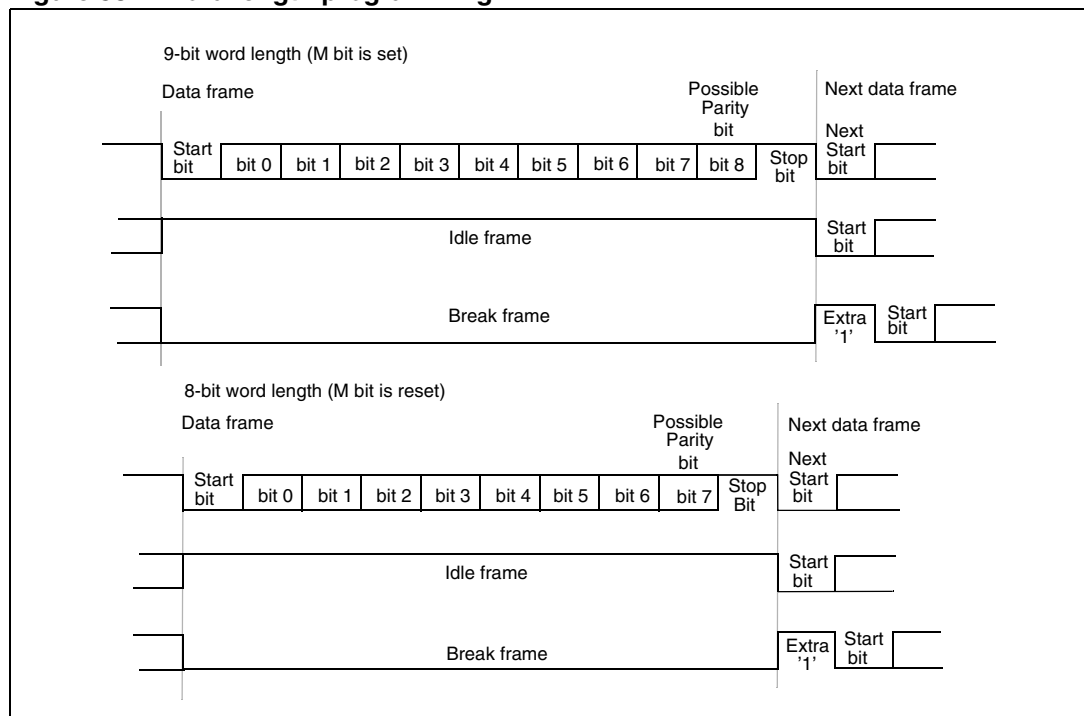 9-bit word length (M bit is set)
Data frame
Possible
Parity
bit
Next data frame
Start
bit
bit 0
bit 1
bit 2
bit 3
bit 4
bit 5
bit 6
bit 7
bit 8
Stop
bit
Next
Start
bit
Idle frame
Start
bit
Break frame
Extra
'1'
Start
bit
8-bit word length (M bit is reset)
Data frame
Possible
Parity
bit
Next data frame
Start
bit
bit 0
bit 1
bit 2
bit 3
bit 4
bit 5
bit 6
bit 7
Stop
Bit
Next
Start
bit
Idle frame
Start
bit
Break frame
Extra
'1'
Start
bit